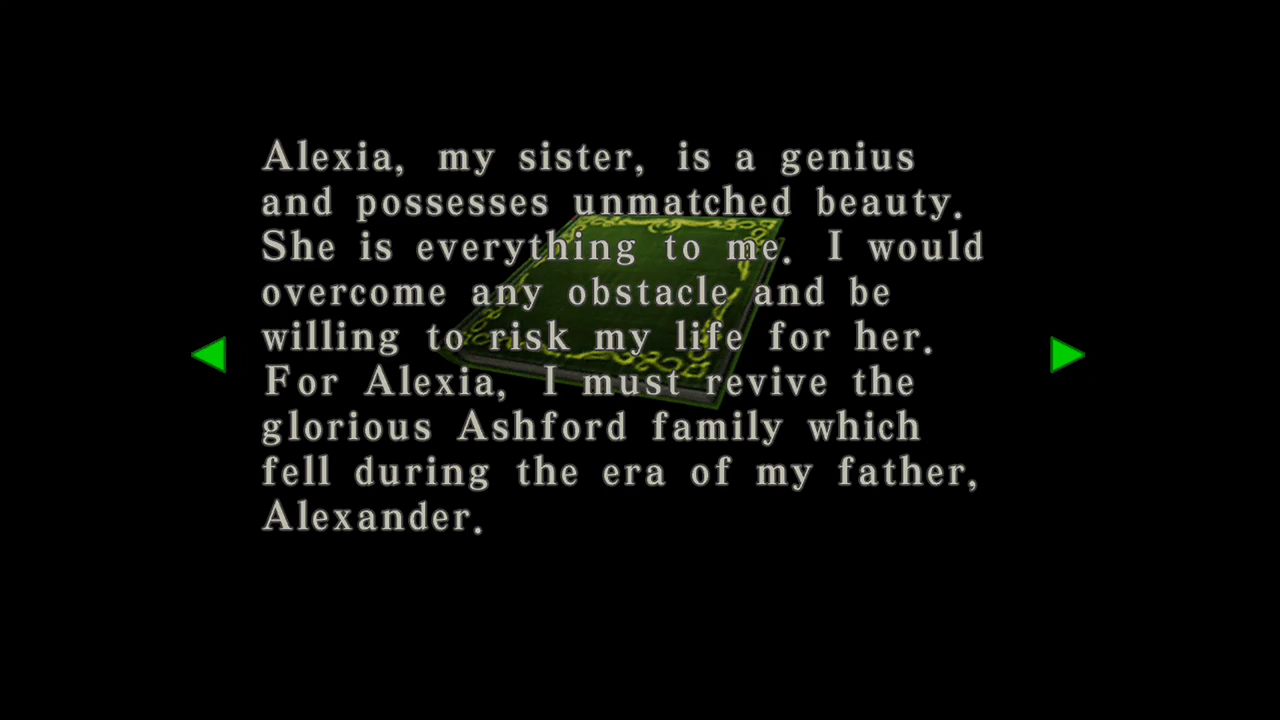 Alexia, my sister, is a genius
and possesses unmatched beauty.
She is everything to me. I would
overcome any obstacle and be
willing to risk my life for her.
For Alexia, I must revive the
glorious Ashford family which
fell during the era of my father,
Alexander.